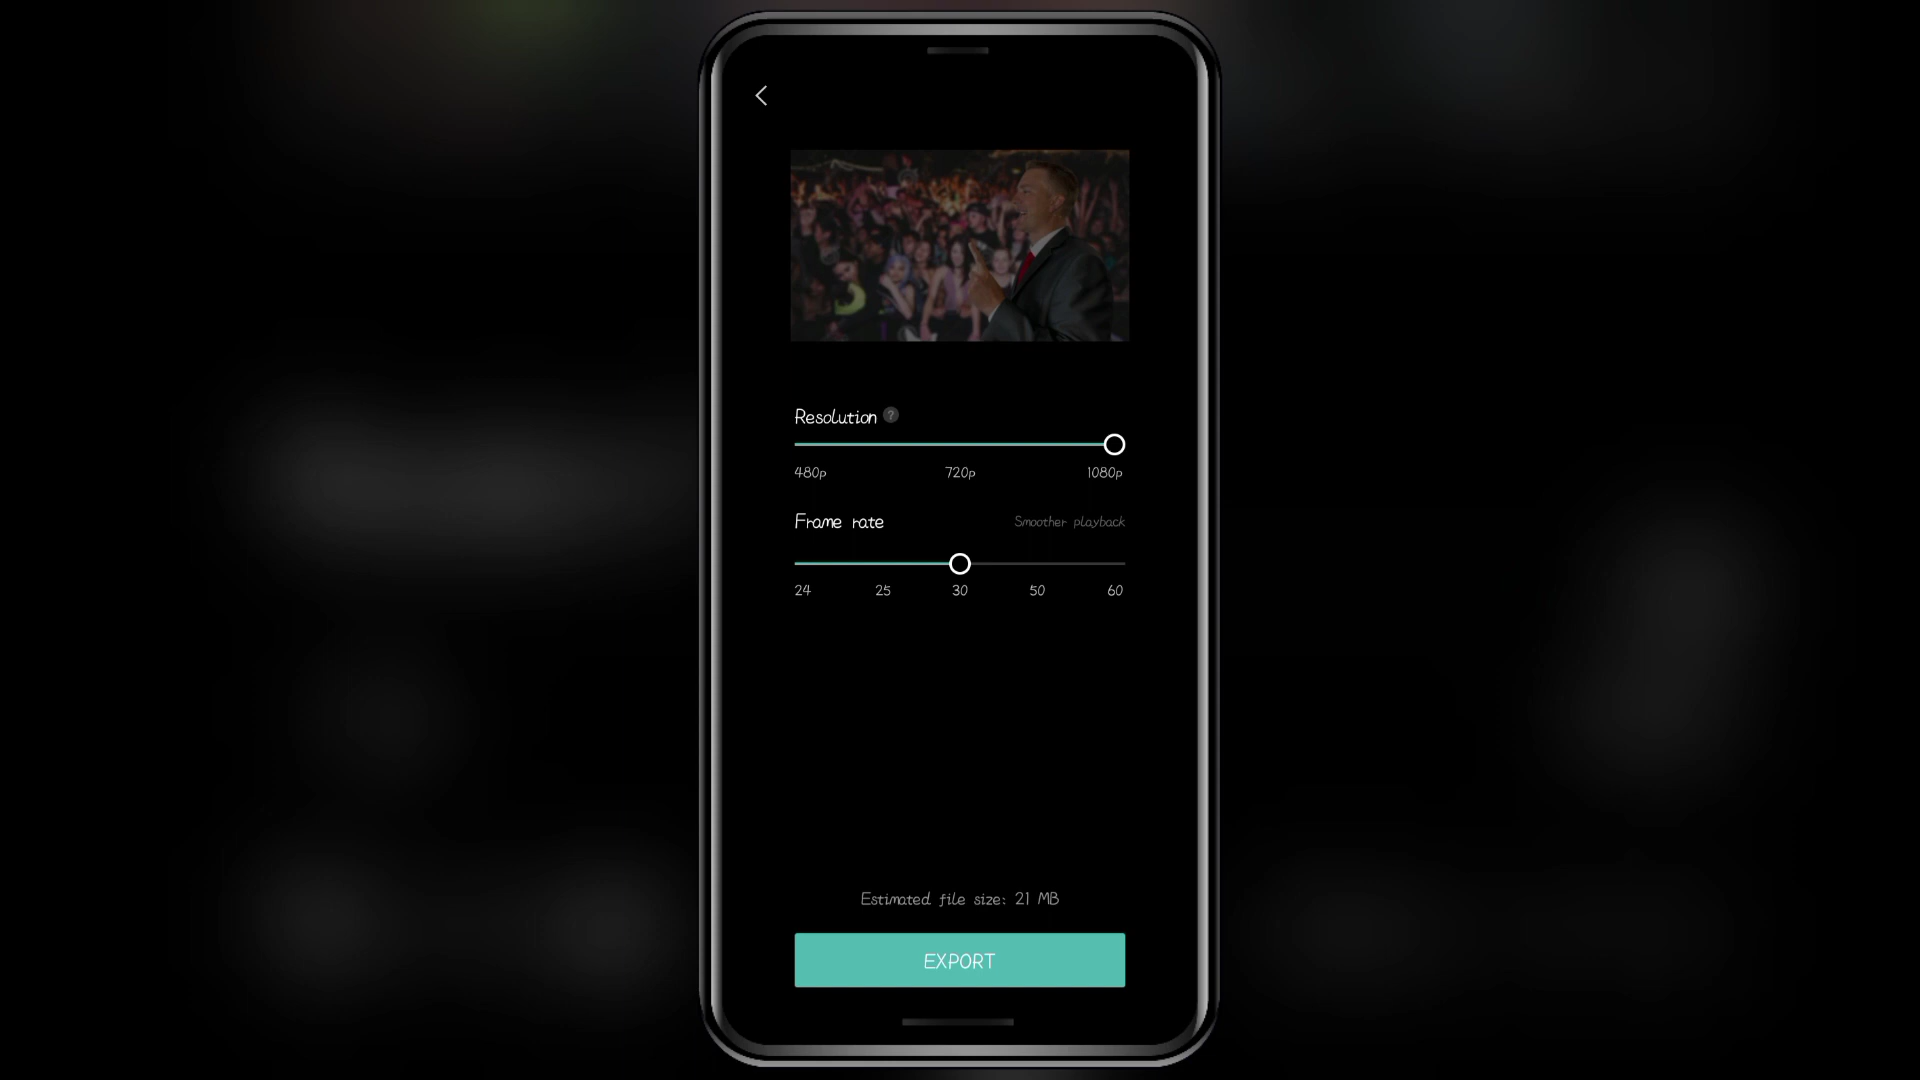 Resolution ?
480p 720p 1080p
Frame rate Smoother playback
24 25 30 50 60
Estimated file size: 21 MB
EXPORT